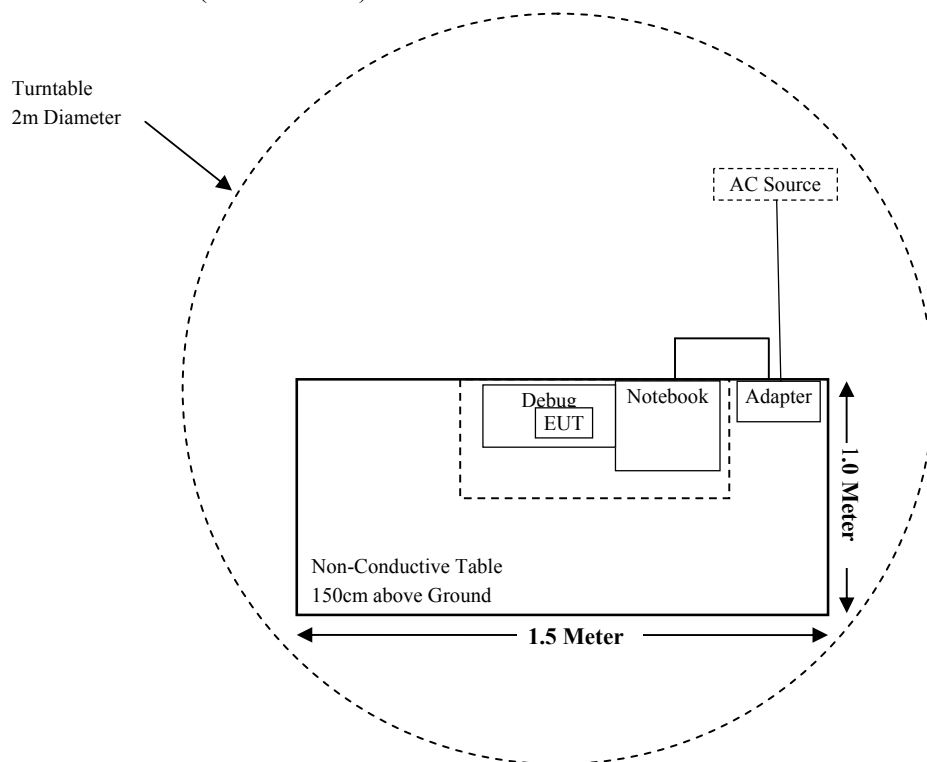 Turntable
2m Diameter
AC Source
Debug
EUT
Notebook
Adapter
1.0 Meter
Non-Conductive Table
150cm above Ground
1.5 Meter